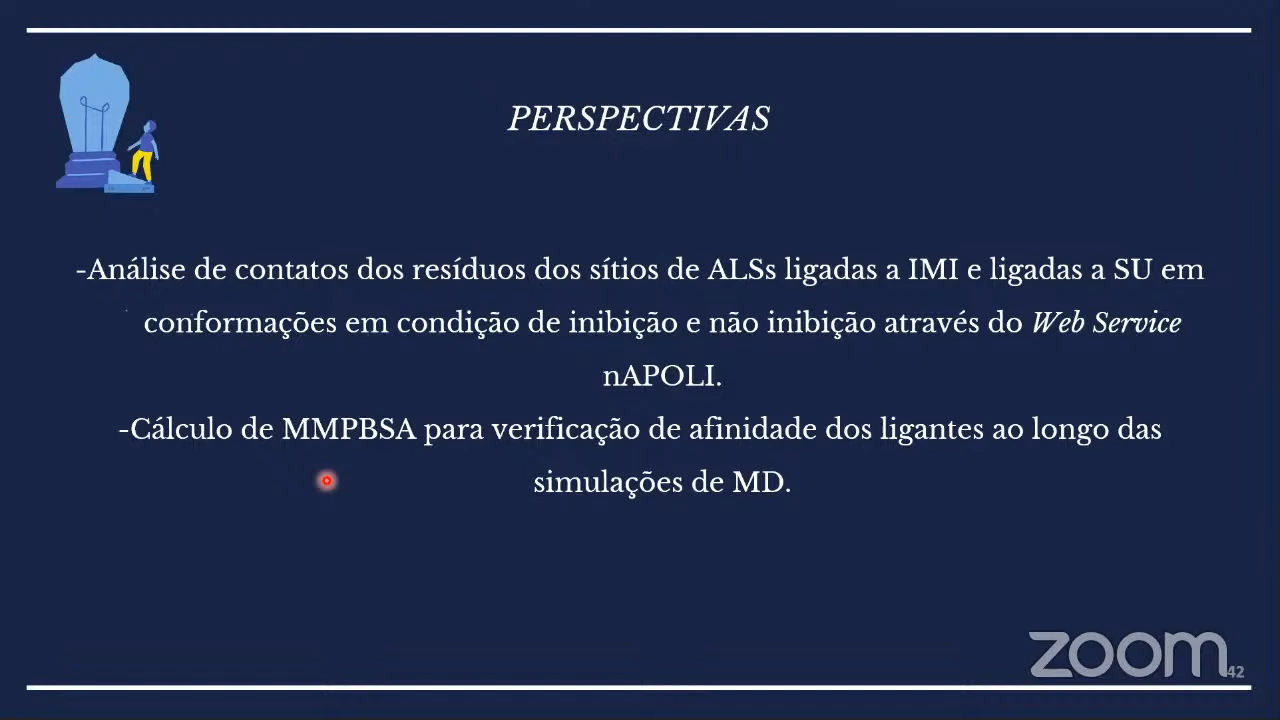 PERSPECTIVAS
-Análise de contatos dos resíduos dos sítios de ALSs ligadas a IMI e ligadas a SU em
conformações em condição de inibição e não inibição através do Web Service
nAPOLI.
-Cálculo de MMPBSA para verificação de afinidade dos ligantes ao longo das
simulações de MD.
zoom
42